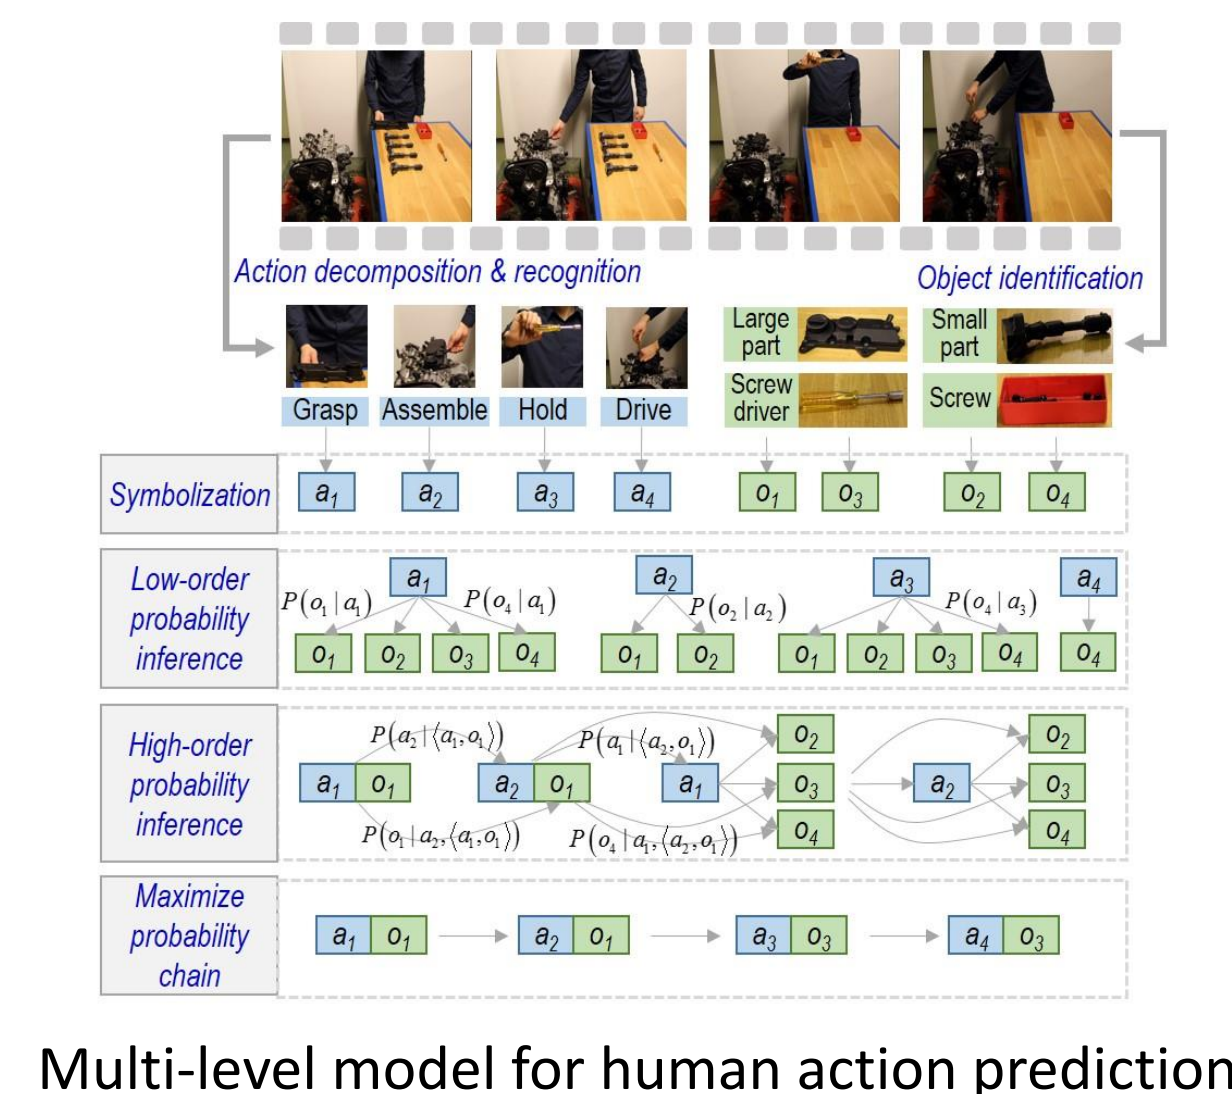 Action decomposition & recognition
Object identification
Large
part
Small
part
Screw
driver
Screw
Grasp
Assemble
Hold
Drive
Symbolization
a1
a2
a3
a4
o1
o3
o2
o4
Low-order
probability
inference
a1
a2
a3
a4
P(o1 | a1)
P(o4 | a1)
P(o2 | a2)
P(o4 | a3)
o1
o2
o3
o4
o1
o2
o1
o2
o3
o4
o4
High-order
probability
inference
P(a2 | ⟨a1, o1⟩)
P(a1 | ⟨a2, o1⟩)
o2
o2
a1 o1
a2 o1
a1
o3
a2
o3
P(o1 | a2, ⟨a1, o1⟩)
P(o4 | a1, ⟨a2, o1⟩)
o4
o4
Maximize
probability
chain
a1 o1
a2 o1
a3 o3
a4 o3
Multi-level model for human action prediction